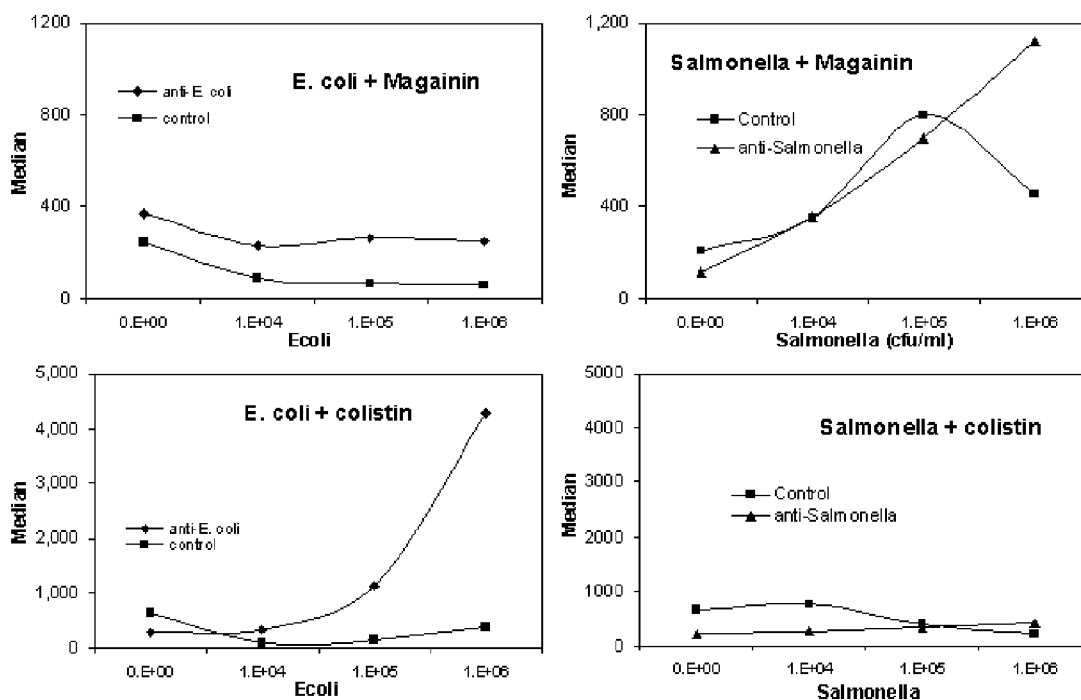 1200
800
400
0
Median
E. coli + Magainin
anti-E. coli
control
0.E+00 1.E+04 1.E+05 1.E+06
Ecoli
1,200
800
400
0
Median
Salmonella + Magainin
Control
anti-Salmonella
0.E+00 1.E+04 1.E+05 1.E+06
Salmonella (cfu/ml)
5,000
4,000
3,000
2,000
1,000
0
Median
E. coli + colistin
anti-E. coli
control
0.E+00 1.E+04 1.E+05 1.E+06
Ecoli
5000
4000
3000
2000
1000
0
Median
Salmonella + colistin
Control
anti-Salmonella
0.E+00 1.E+04 1.E+05 1.E+06
Salmonella